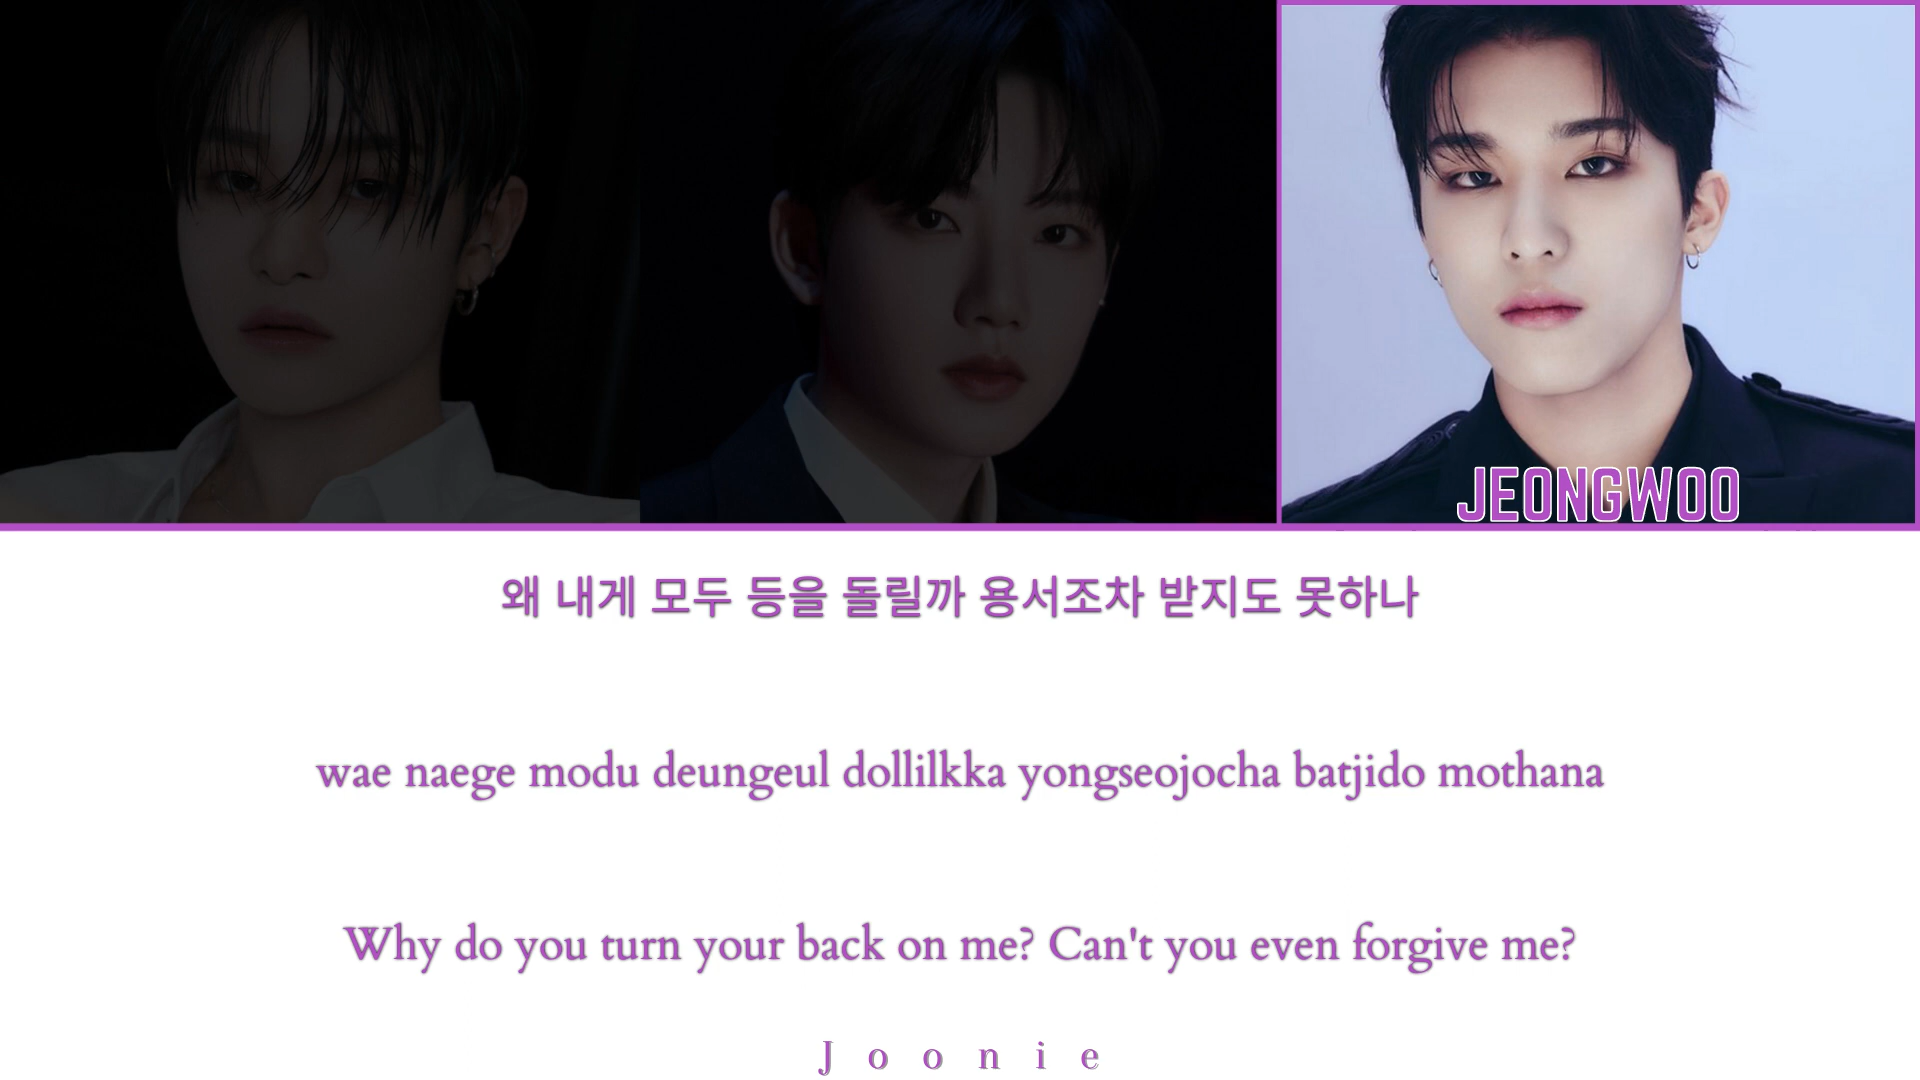 JEONGWOO
왜 내게 모두 등을 돌릴까 용서조차 받지도 못하나
wae naege modu deungeul dollilkka yongseojocha batjido mothana
Why do you turn your back on me? Can't you even forgive me?
Joonie